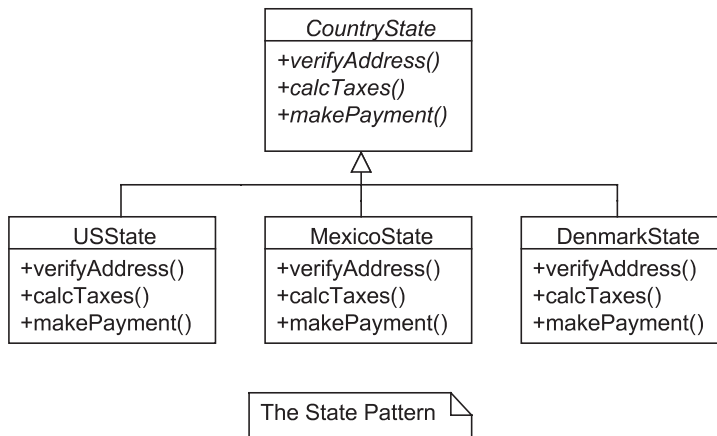 CountryState
+verifyAddress()
+calcTaxes()
+makePayment()
USState
+verifyAddress()
+calcTaxes()
+makePayment()
MexicoState
+verifyAddress()
+calcTaxes()
+makePayment()
DenmarkState
+verifyAddress()
+calcTaxes()
+makePayment()
The State Pattern